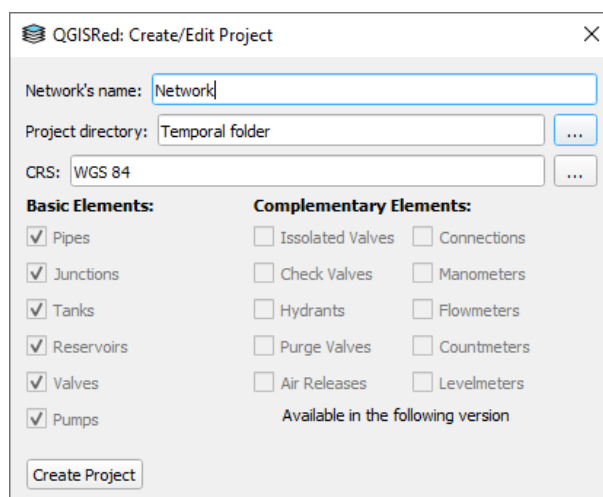 QGISRed: Create/Edit Project
Network's name: Network
Project directory: Temporal folder ...
CRS: WGS 84 ...
Basic Elements: Complementary Elements:
Pipes Issolated Valves Connections
Junctions Check Valves Manometers
Tanks Hydrants Flowmeters
Reservoirs Purge Valves Countmeters
Valves Air Releases Levelmeters
Pumps Available in the following version
Create Project